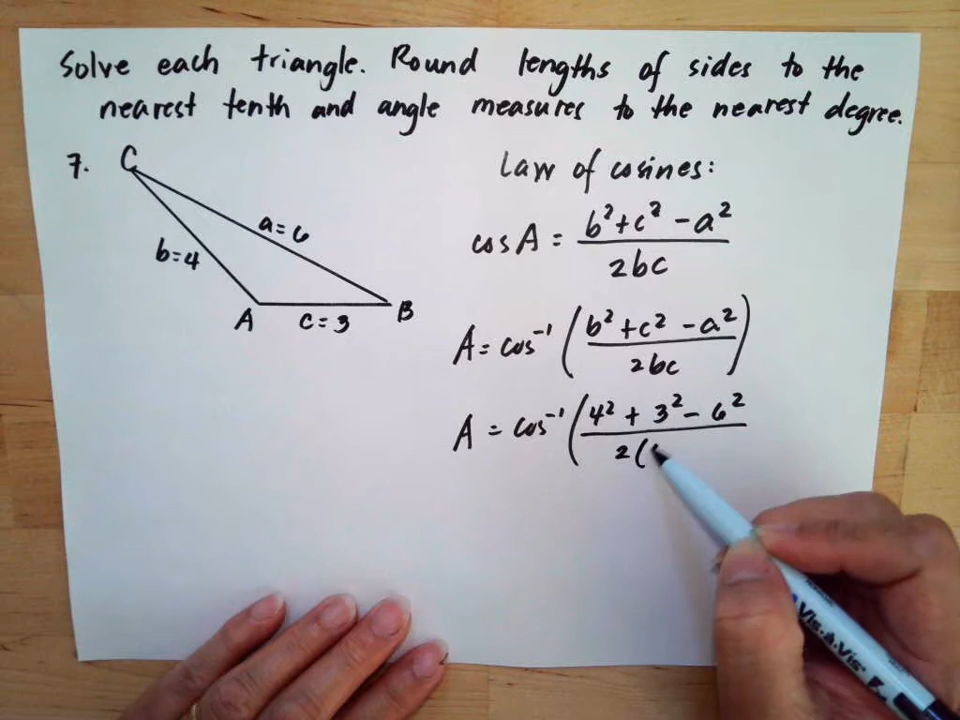 Solve each triangle. Round lengths of sides to the
nearest tenth and angle measures to the nearest degree.
7.
C
a=6
b=4
A
c=3
B
Law of cosines:
cos A = (b² + c² - a²) / 2bc
A = cos⁻¹ ((b² + c² - a²) / 2bc)
A = cos⁻¹ ((4² + 3² - 6²) / 2(
Vis.à.Vis